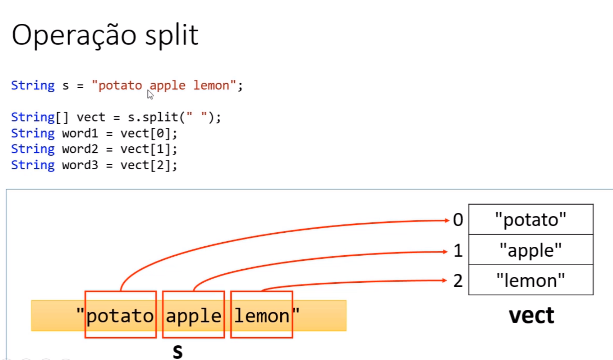 Operação split
String s = "potato apple lemon";
String[] vect = s.split(" ");
String word1 = vect[0];
String word2 = vect[1];
String word3 = vect[2];
0 "potato"
1 "apple"
2 "lemon"
vect
"potato apple lemon"
s